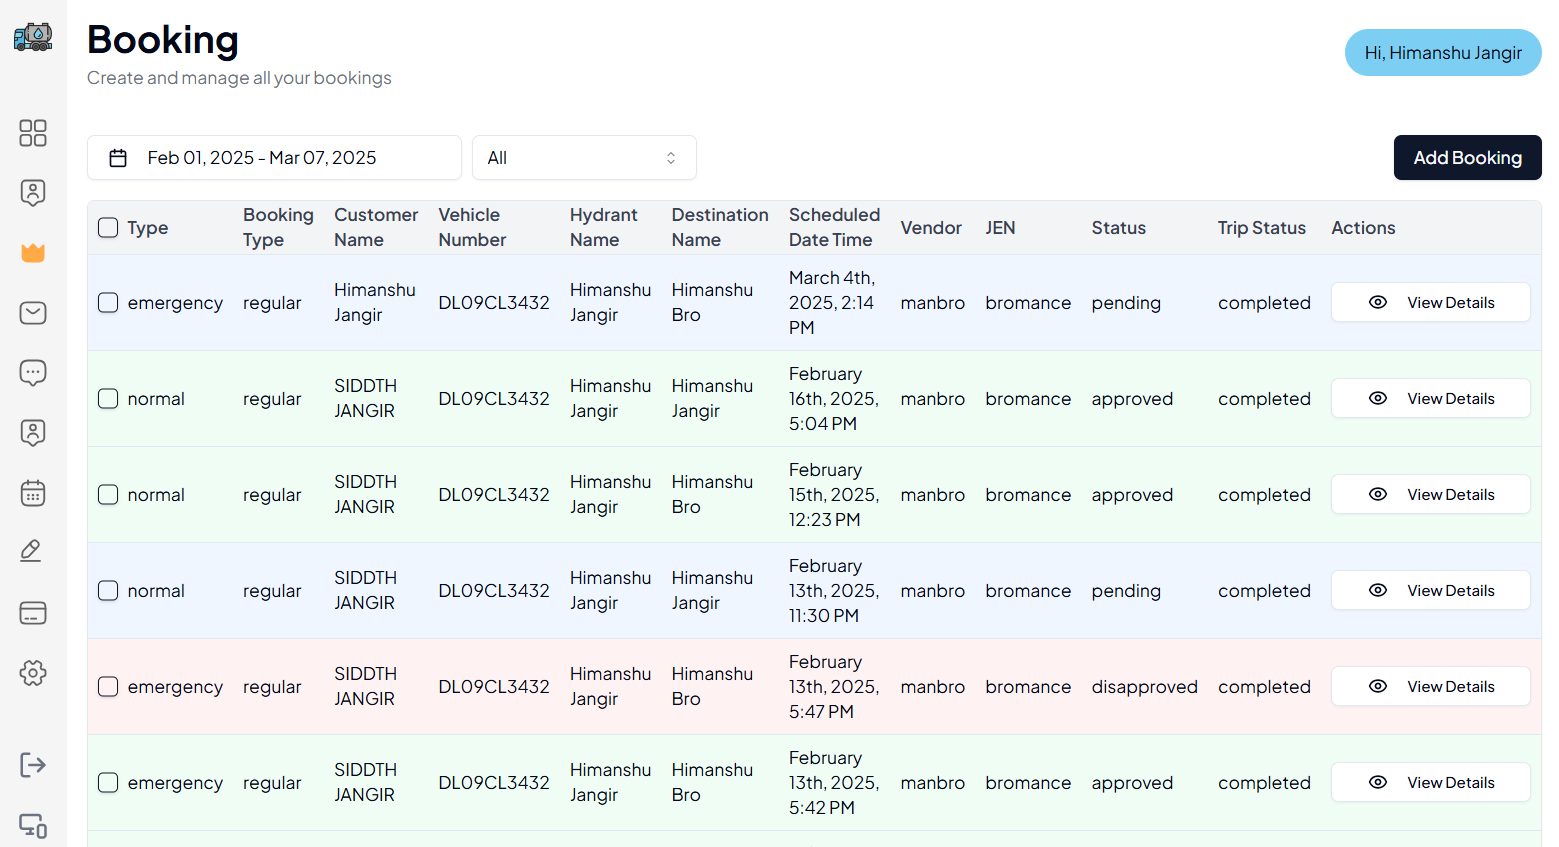 Booking
Create and manage all your bookings
Hi, Himanshu Jangir
Feb 01, 2025 - Mar 07, 2025
All
Add Booking
Type
Booking
Type
Customer
Name
Vehicle
Number
Hydrant
Name
Destination
Name
Scheduled
Date Time
Vendor
JEN
Status
Trip Status
Actions
emergency
regular
Himanshu
Jangir
DL09CL3432
Himanshu
Jangir
Himanshu
Bro
March 4th,
2025, 2:14
PM
manbro
bromance
pending
completed
View Details
normal
regular
SIDDTH
JANGIR
DL09CL3432
Himanshu
Jangir
Himanshu
Jangir
February
16th, 2025,
5:04 PM
manbro
bromance
approved
completed
View Details
normal
regular
SIDDTH
JANGIR
DL09CL3432
Himanshu
Jangir
Himanshu
Bro
February
15th, 2025,
12:23 PM
manbro
bromance
approved
completed
View Details
normal
regular
SIDDTH
JANGIR
DL09CL3432
Himanshu
Jangir
Himanshu
Jangir
February
13th, 2025,
11:30 PM
manbro
bromance
pending
completed
View Details
emergency
regular
SIDDTH
JANGIR
DL09CL3432
Himanshu
Jangir
Himanshu
Bro
February
13th, 2025,
5:47 PM
manbro
bromance
disapproved
completed
View Details
emergency
regular
SIDDTH
JANGIR
DL09CL3432
Himanshu
Jangir
Himanshu
Bro
February
13th, 2025,
5:42 PM
manbro
bromance
approved
completed
View Details